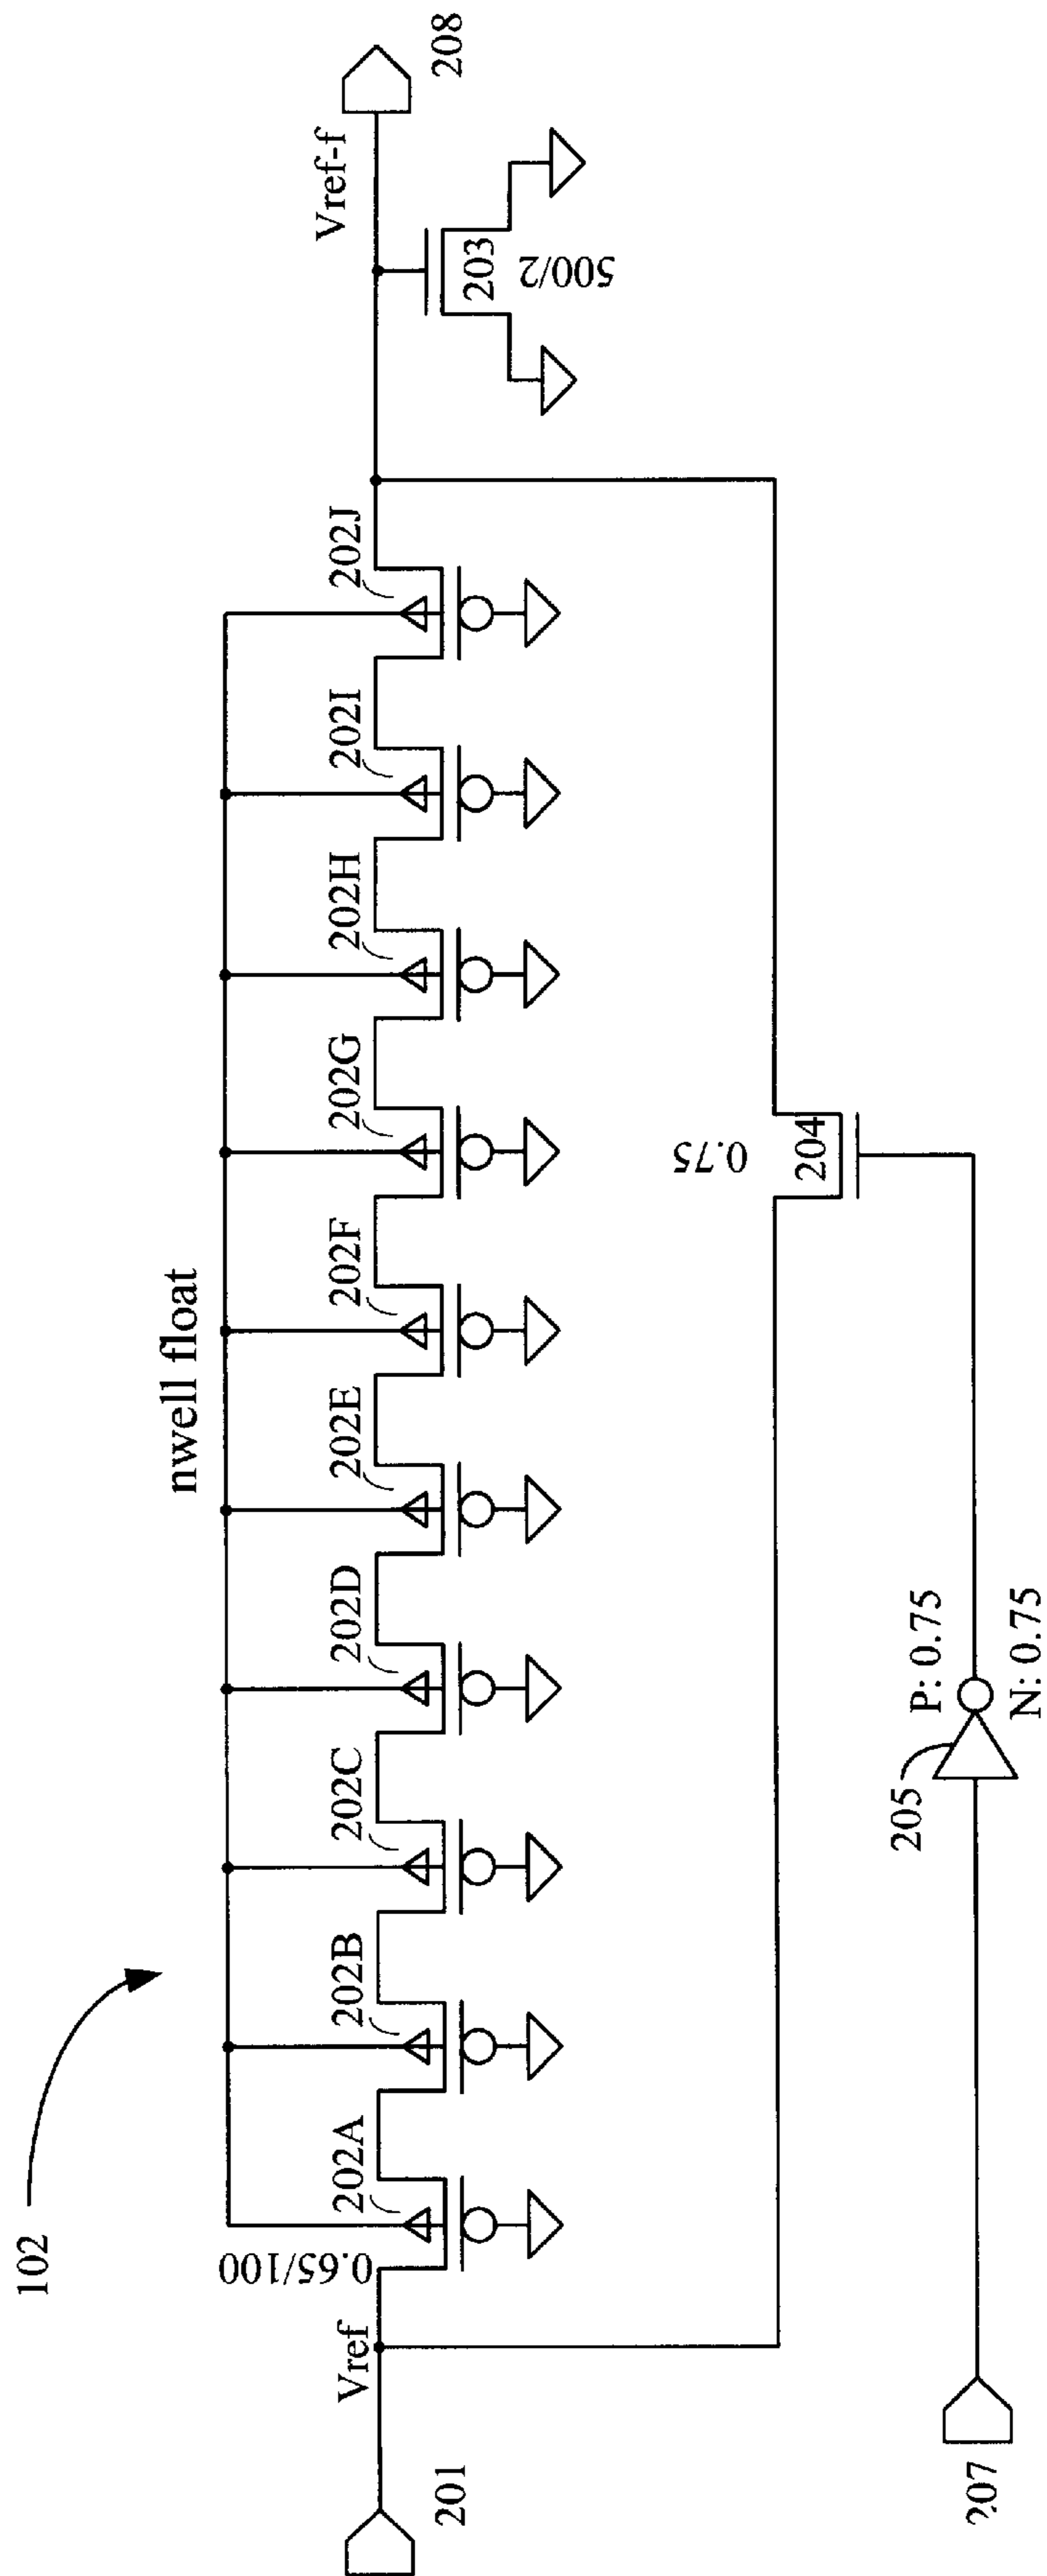 102
nwell float
Vref
0.65/100
202A
202B
202C
202D
202E
202F
202G
202H
202I
202J
Vref-f
201
203
500/2
208
0.75
204
205
P: 0.75
N: 0.75
207